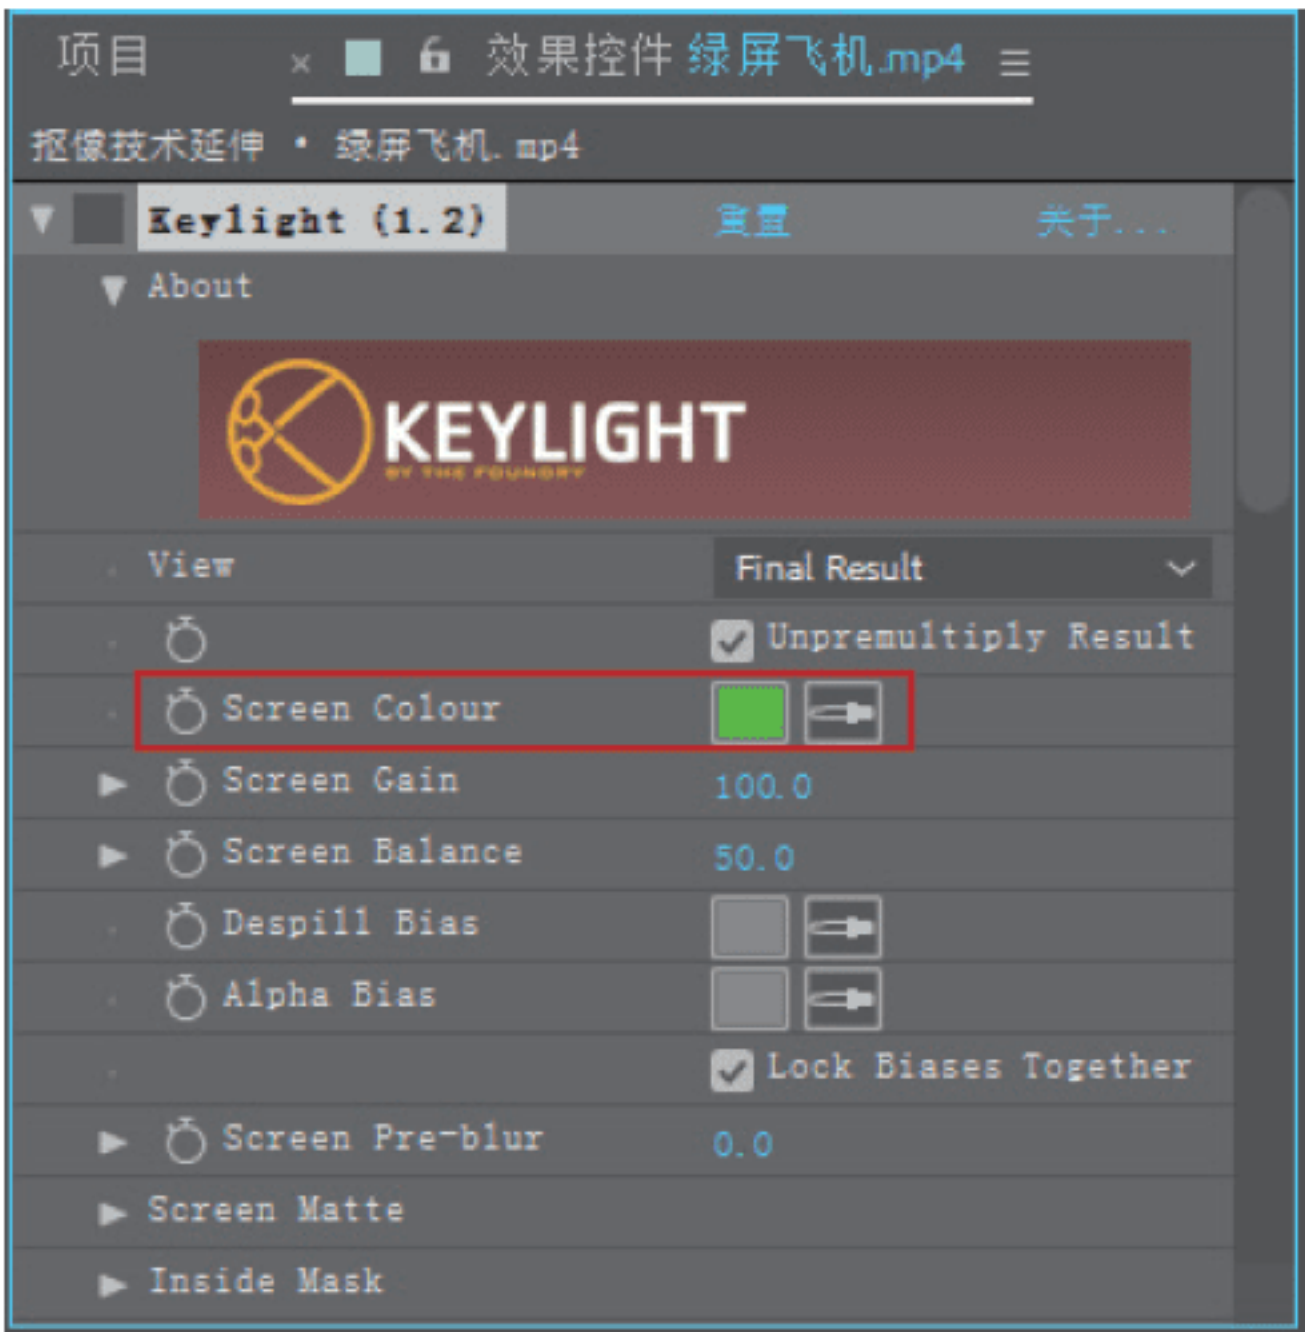 项目 × 效果控件 绿屏飞机.mp4 ≡
抠像技术延伸 • 绿屏飞机.mp4
Keylight (1.2) 重置 关于...
About
KEYLIGHT
BY THE FOUNDRY
View Final Result
Unpremultiply Result
Screen Colour
Screen Gain 100.0
Screen Balance 50.0
Despill Bias
Alpha Bias
Lock Biases Together
Screen Pre-blur 0.0
Screen Matte
Inside Mask